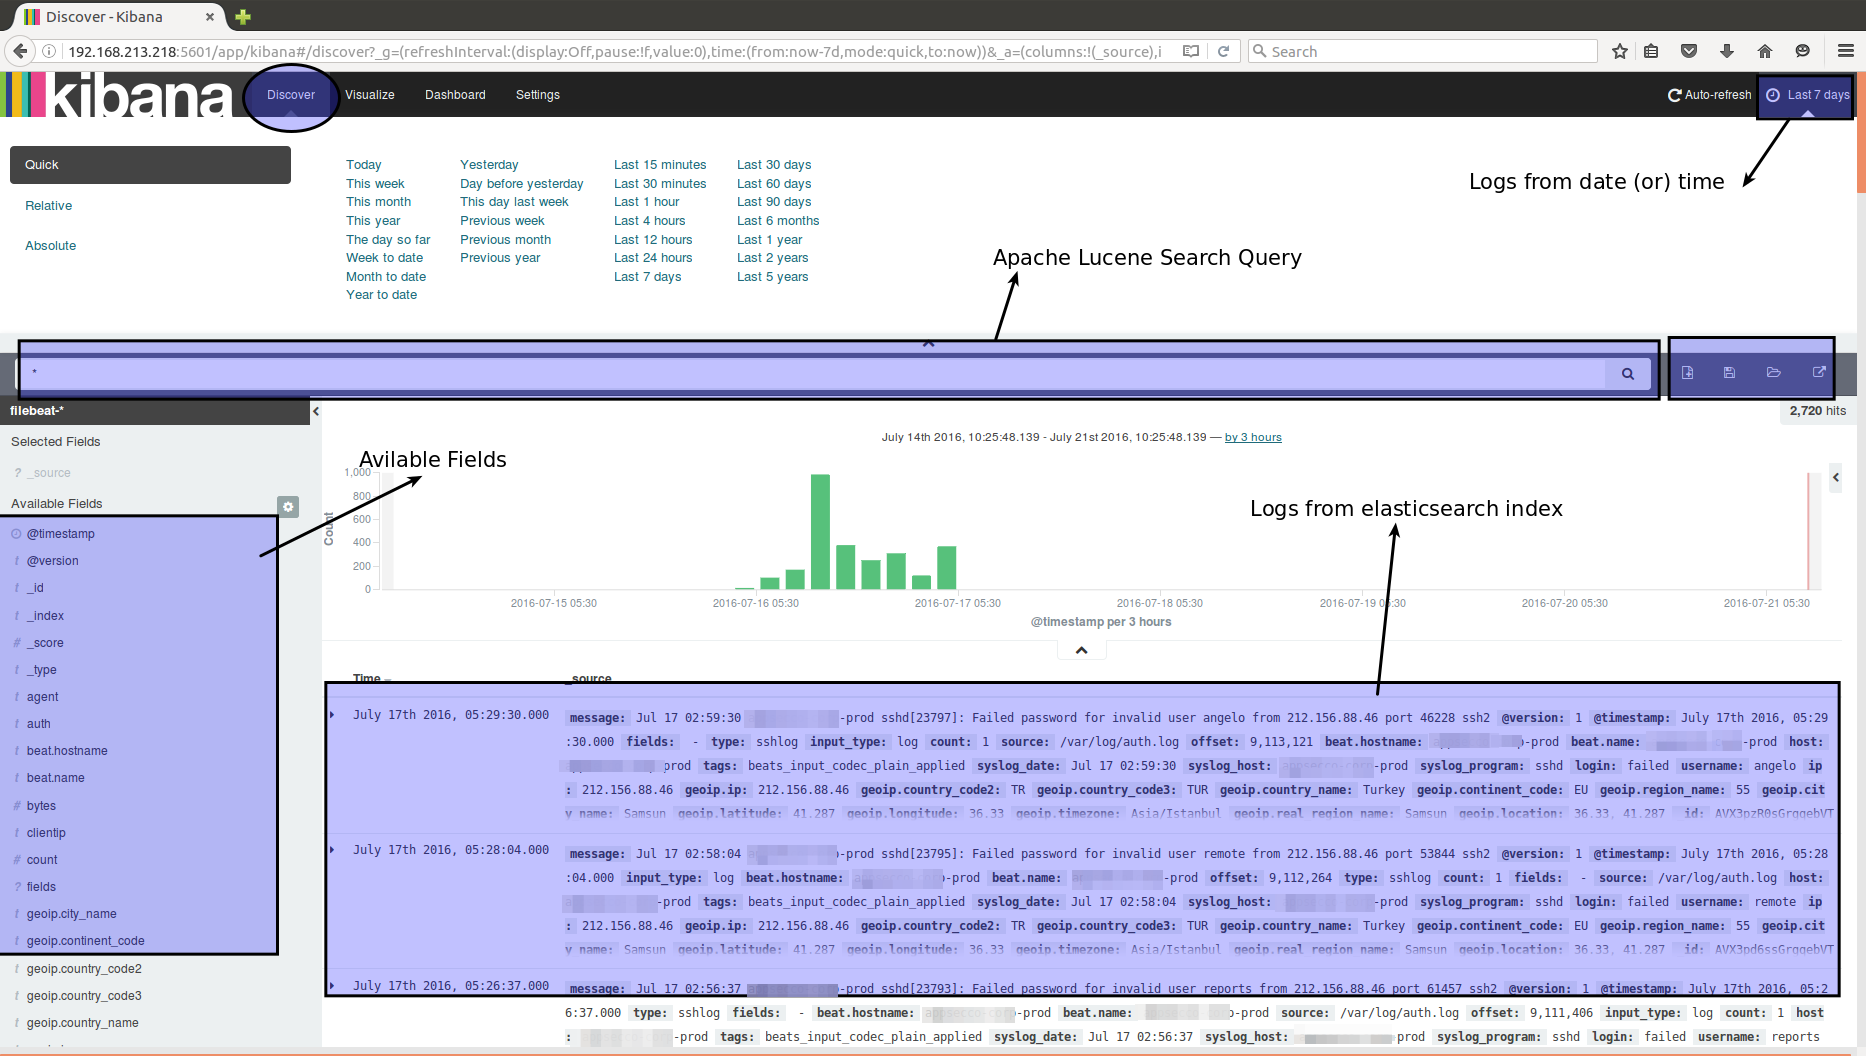 Discover - Kibana
192.168.213.218:5601/app/kibana#/discover?_g=(refreshInterval:(display:Off,pause:!f,value:0),time:(from:now-7d,mode:quick,to:now))&_a=(columns:!(_source),i
Search
kibana
Discover Visualize Dashboard Settings
Auto-refresh Last 7 days
Quick
Relative
Absolute
Today Yesterday Last 15 minutes Last 30 days
This week Day before yesterday Last 30 minutes Last 60 days
This month This day last week Last 1 hour Last 90 days
This year Previous week Last 4 hours Last 6 months
The day so far Previous month Last 12 hours Last 1 year
Week to date Previous year Last 24 hours Last 2 years
Month to date Last 7 days Last 5 years
Year to date
Logs from date (or) time
Apache Lucene Search Query
*
filebeat-*
2,720 hits
Selected Fields
? _source
Available Fields
July 14th 2016, 10:25:48.139 - July 21st 2016, 10:25:48.139 — by 3 hours
Avilable Fields
Logs from elasticsearch index
Count
1,000
800
600
400
200
0
2016-07-15 05:30 2016-07-16 05:30 2016-07-17 05:30 2016-07-18 05:30 2016-07-19 05:30 2016-07-20 05:30 2016-07-21 05:30
@timestamp per 3 hours
@timestamp
t @version
t _id
t _index
# _score
t _type
t agent
t auth
t beat.hostname
t beat.name
# bytes
t clientip
# count
? fields
t geoip.city_name
t geoip.continent_code
t geoip.country_code2
t geoip.country_code3
t geoip.country_name
Time _source
July 17th 2016, 05:29:30.000 message: Jul 17 02:59:30 -prod sshd[23797]: Failed password for invalid user angelo from 212.156.88.46 port 46228 ssh2 @version: 1 @timestamp: July 17th 2016, 05:29
:30.000 fields: - type: sshlog input_type: log count: 1 source: /var/log/auth.log offset: 9,113,121 beat.hostname: -prod beat.name: -prod host:
prod tags: beats_input_codec_plain_applied syslog_date: Jul 17 02:59:30 syslog_host: -prod syslog_program: sshd login: failed username: angelo ip
: 212.156.88.46 geoip.ip: 212.156.88.46 geoip.country_code2: TR geoip.country_code3: TUR geoip.country_name: Turkey geoip.continent_code: EU geoip.region_name: 55 geoip.cit
y_name: Samsun geoip.latitude: 41.287 geoip.longitude: 36.33 geoip.timezone: Asia/Istanbul geoip.real_region_name: Samsun geoip.location: 36.33, 41.287 _id:
July 17th 2016, 05:28:04.000 message: Jul 17 02:58:04 -prod sshd[23795]: Failed password for invalid user remote from 212.156.88.46 port 53844 ssh2 @version: 1 @timestamp: July 17th 2016, 05:28
:04.000 input_type: log beat.hostname: -prod beat.name: -prod offset: 9,112,264 type: sshlog count: 1 fields: - source: /var/log/auth.log host:
-prod tags: beats_input_codec_plain_applied syslog_date: Jul 17 02:58:04 syslog_host: -prod syslog_program: sshd login: failed username: remote ip
: 212.156.88.46 geoip.ip: 212.156.88.46 geoip.country_code2: TR geoip.country_code3: TUR geoip.country_name: Turkey geoip.continent_code: EU geoip.region_name: 55 geoip.cit
y_name: Samsun geoip.latitude: 41.287 geoip.longitude: 36.33 geoip.timezone: Asia/Istanbul geoip.real_region_name: Samsun geoip.location: 36.33, 41.287 _id:
July 17th 2016, 05:26:37.000 message: Jul 17 02:56:37 -prod sshd[23793]: Failed password for invalid user reports from 212.156.88.46 port 61457 ssh2 @version: 1 @timestamp: July 17th 2016, 05:2
6:37.000 type: sshlog fields: - beat.hostname: -prod beat.name: -prod source: /var/log/auth.log offset: 9,111,406 input_type: log count: 1 host
: -prod tags: beats_input_codec_plain_applied syslog_date: Jul 17 02:56:37 syslog_host: prod syslog_program: sshd login: failed username: reports